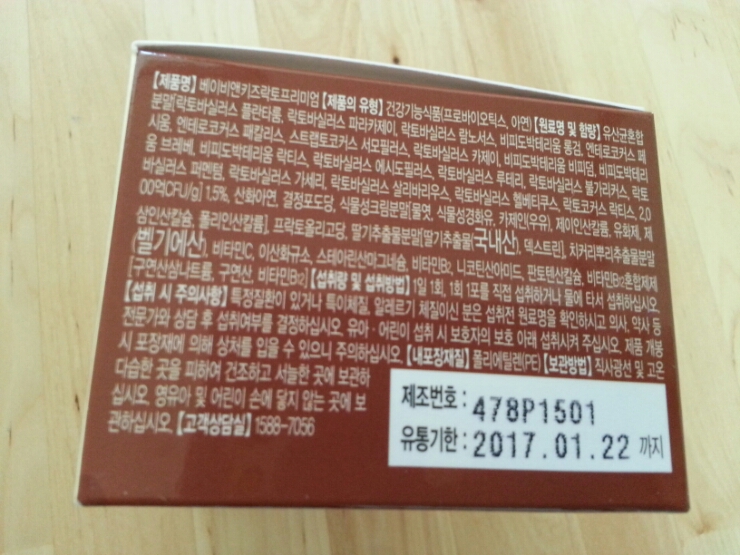 【제품명】 베이비앤키즈락토프리미엄 【제품의 유형】 건강기능식품(프로바이오틱스, 아연) 【원료명 및 함량】 유산균혼합
분말[락토바실러스 플란타룸, 락토바실러스 파라카제이, 락토바실러스 람노서스, 비피도박테리움 롱검, 엔테로코커스 페
시움, 엔테로코커스 패칼리스, 스트랩토코커스 서모필러스, 락토바실러스 카제이, 비피도박테리움 비피덤, 비피도박테리
움 브레베, 비피도박테리움 락티스, 락토바실러스 에시도필러스, 락토바실러스 루테리, 락토바실러스 불가리커스, 락토
바실러스 퍼멘텀, 락토바실러스 가세리, 락토바실러스 살리바리우스, 락토바실러스 헬베티쿠스, 락토코커스 락티스, 2,0
00억CFU/g] 1.5%, 산화아연, 결정포도당, 식물성크림분말[물엿, 식물성경화유, 카제인(우유), 제이인산칼륨, 유화제, 제
삼인산칼슘, 폴리인산칼륨], 프락토올리고당, 딸기추출물분말[딸기추출물(국내산), 덱스트린], 치커리뿌리추출물분말
(벨기에산), 비타민C, 이산화규소, 스테아린산마그네슘, 비타민B₂, 니코틴산아미드, 판토텐산칼슘, 비타민B₁₂혼합제제
[구연산삼나트륨, 구연산, 비타민B₁₂] 【섭취량 및 섭취방법】 1일 1회, 1회 1포를 직접 섭취하거나 물에 타서 섭취하십시오.
【섭취 시 주의사항】 특정질환이 있거나 특이체질, 알레르기 체질이신 분은 섭취전 원료명을 확인하시고 의사, 약사 등
전문가와 상담 후 섭취여부를 결정하십시오. 유아·어린이 섭취 시 보호자의 보호 아래 섭취시켜 주십시오. 제품 개봉
시 포장재에 의해 상처를 입을 수 있으니 주의하십시오. 【내포장재질】 폴리에틸렌(PE) 【보관방법】 직사광선 및 고온
다습한 곳을 피하여 건조하고 서늘한 곳에 보관하
십시오. 영유아 및 어린이 손에 닿지 않는 곳에 보
관하십시오. 【고객상담실】 1588-7056
제조번호 : 478P1501
유통기한 : 2017.01.22 까지